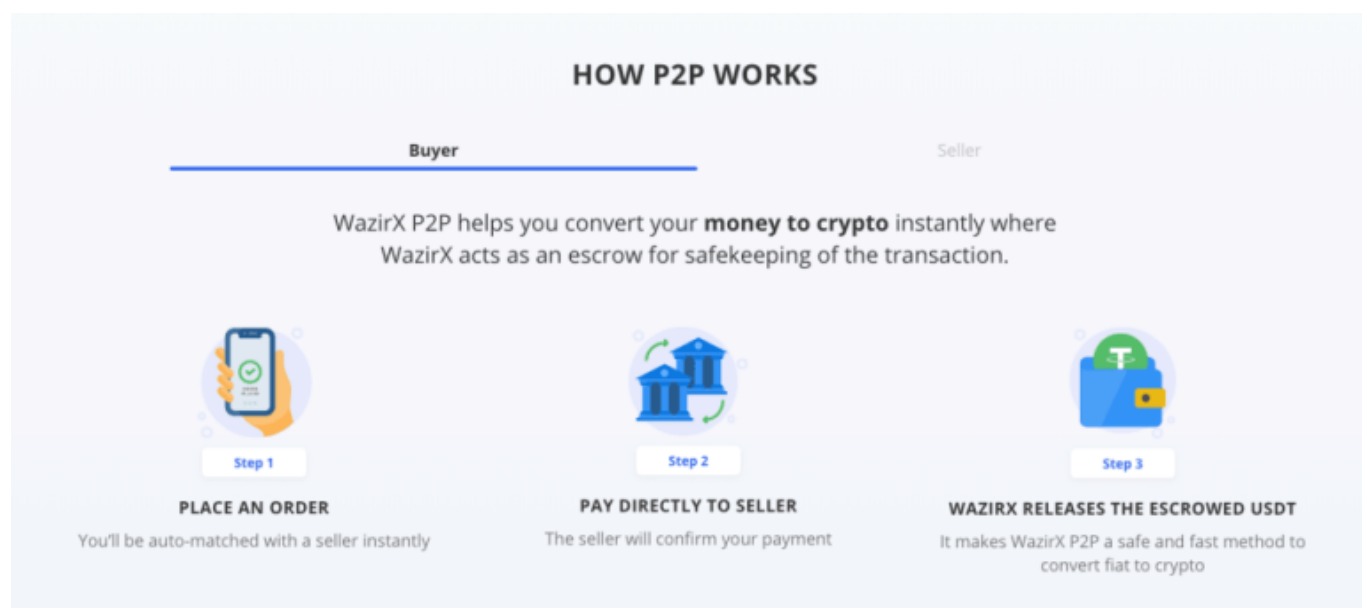 HOW P2P WORKS
Buyer
Seller
WazirX P2P helps you convert your money to crypto instantly where
WazirX acts as an escrow for safekeeping of the transaction.
Step 1
PLACE AN ORDER
You'll be auto-matched with a seller instantly
Step 2
PAY DIRECTLY TO SELLER
The seller will confirm your payment
Step 3
WAZIRX RELEASES THE ESCROWED USDT
It makes WazirX P2P a safe and fast method to
convert fiat to crypto